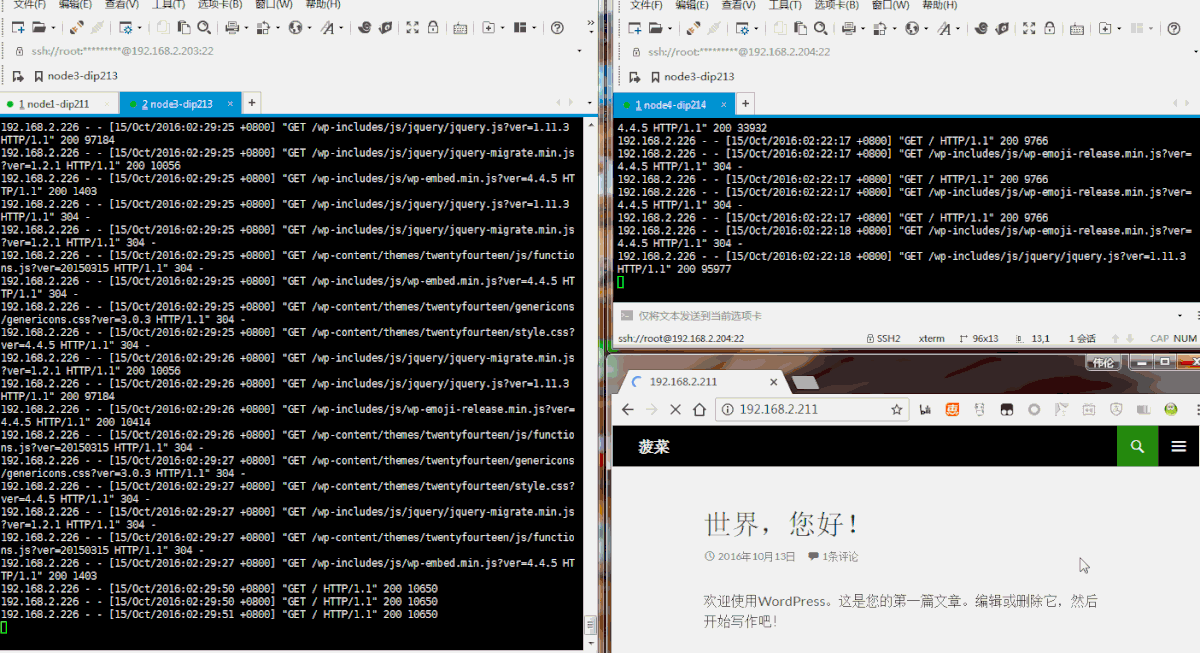 文件(F) 编辑(E) 查看(V) 工具(T) 选项卡(B) 窗口(W) 帮助(H)
ssh://root:*********@192.168.2.203:22
node3-dip213
1 node1-dip211 × 2 node3-dip213 × +
192.168.2.226 - - [15/Oct/2016:02:29:25 +0800] "GET /wp-includes/js/jquery/jquery.js?ver=1.11.3
HTTP/1.1" 200 97184
192.168.2.226 - - [15/Oct/2016:02:29:25 +0800] "GET /wp-includes/js/jquery/jquery-migrate.min.js
?ver=1.2.1 HTTP/1.1" 200 10056
192.168.2.226 - - [15/Oct/2016:02:29:25 +0800] "GET /wp-includes/js/wp-embed.min.js?ver=4.4.5 HT
TP/1.1" 200 1403
192.168.2.226 - - [15/Oct/2016:02:29:25 +0800] "GET /wp-includes/js/jquery/jquery.js?ver=1.11.3
HTTP/1.1" 304 -
192.168.2.226 - - [15/Oct/2016:02:29:25 +0800] "GET /wp-includes/js/jquery/jquery-migrate.min.js
?ver=1.2.1 HTTP/1.1" 304 -
192.168.2.226 - - [15/Oct/2016:02:29:25 +0800] "GET /wp-content/themes/twentyfourteen/js/functio
ns.js?ver=20150315 HTTP/1.1" 304 -
192.168.2.226 - - [15/Oct/2016:02:29:25 +0800] "GET /wp-includes/js/wp-embed.min.js?ver=4.4.5 HT
TP/1.1" 304 -
192.168.2.226 - - [15/Oct/2016:02:29:25 +0800] "GET /wp-content/themes/twentyfourteen/genericons
/genericons.css?ver=3.0.3 HTTP/1.1" 304 -
192.168.2.226 - - [15/Oct/2016:02:29:25 +0800] "GET /wp-content/themes/twentyfourteen/style.css?
ver=4.4.5 HTTP/1.1" 304 -
192.168.2.226 - - [15/Oct/2016:02:29:26 +0800] "GET /wp-includes/js/jquery/jquery-migrate.min.js
?ver=1.2.1 HTTP/1.1" 200 10056
192.168.2.226 - - [15/Oct/2016:02:29:26 +0800] "GET /wp-includes/js/jquery/jquery.js?ver=1.11.3
HTTP/1.1" 200 97184
192.168.2.226 - - [15/Oct/2016:02:29:26 +0800] "GET /wp-includes/js/wp-emoji-release.min.js?ver=
4.4.5 HTTP/1.1" 200 10414
192.168.2.226 - - [15/Oct/2016:02:29:26 +0800] "GET /wp-content/themes/twentyfourteen/js/functio
ns.js?ver=20150315 HTTP/1.1" 304 -
192.168.2.226 - - [15/Oct/2016:02:29:27 +0800] "GET /wp-content/themes/twentyfourteen/genericons
/genericons.css?ver=3.0.3 HTTP/1.1" 304 -
192.168.2.226 - - [15/Oct/2016:02:29:27 +0800] "GET /wp-content/themes/twentyfourteen/style.css?
ver=4.4.5 HTTP/1.1" 304 -
192.168.2.226 - - [15/Oct/2016:02:29:27 +0800] "GET /wp-includes/js/jquery/jquery-migrate.min.js
?ver=1.2.1 HTTP/1.1" 304 -
192.168.2.226 - - [15/Oct/2016:02:29:27 +0800] "GET /wp-content/themes/twentyfourteen/js/functio
ns.js?ver=20150315 HTTP/1.1" 304 -
192.168.2.226 - - [15/Oct/2016:02:29:27 +0800] "GET /wp-includes/js/wp-embed.min.js?ver=4.4.5 HT
TP/1.1" 200 1403
192.168.2.226 - - [15/Oct/2016:02:29:50 +0800] "GET / HTTP/1.1" 200 10650
192.168.2.226 - - [15/Oct/2016:02:29:50 +0800] "GET / HTTP/1.1" 200 10650
192.168.2.226 - - [15/Oct/2016:02:29:51 +0800] "GET / HTTP/1.1" 200 10650
文件(F) 编辑(E) 查看(V) 工具(T) 选项卡(B) 窗口(W) 帮助(H)
ssh://root:*********@192.168.2.204:22
node3-dip213
1 node4-dip214 × +
4.4.5 HTTP/1.1" 200 33932
192.168.2.226 - - [15/Oct/2016:02:22:17 +0800] "GET / HTTP/1.1" 200 9766
192.168.2.226 - - [15/Oct/2016:02:22:17 +0800] "GET /wp-includes/js/wp-emoji-release.min.js?ver=
4.4.5 HTTP/1.1" 304 -
192.168.2.226 - - [15/Oct/2016:02:22:17 +0800] "GET / HTTP/1.1" 200 9766
192.168.2.226 - - [15/Oct/2016:02:22:17 +0800] "GET /wp-includes/js/wp-emoji-release.min.js?ver=
4.4.5 HTTP/1.1" 304 -
192.168.2.226 - - [15/Oct/2016:02:22:17 +0800] "GET / HTTP/1.1" 200 9766
192.168.2.226 - - [15/Oct/2016:02:22:18 +0800] "GET /wp-includes/js/wp-emoji-release.min.js?ver=
4.4.5 HTTP/1.1" 304 -
192.168.2.226 - - [15/Oct/2016:02:22:18 +0800] "GET /wp-includes/js/jquery/jquery.js?ver=1.11.3
HTTP/1.1" 200 95977
仅将文本发送到当前选项卡
ssh://root@192.168.2.204:22 SSH2 xterm 96x13 13,1 1 会话 CAP NUM
伟伦
192.168.2.211
192.168.2.211
菠菜
世界，您好！
2016年10月13日 1条评论
欢迎使用WordPress。这是您的第一篇文章。编辑或删除它，然后
开始写作吧！